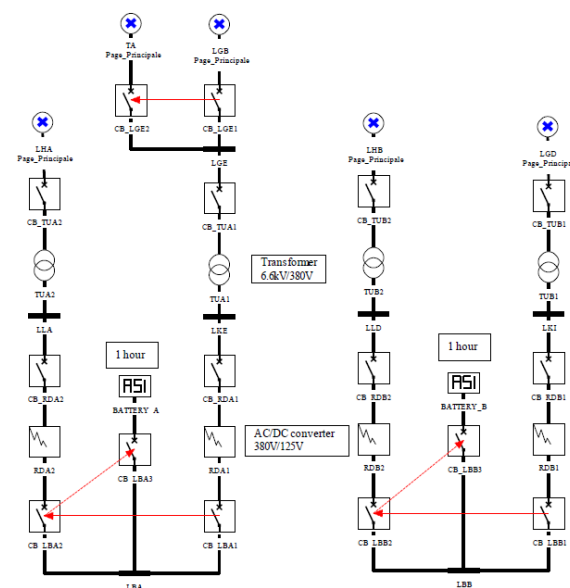 TA
Page_Principale
LGB
Page_Principale
CB_LGE2
CB_LGE1
LGE
LHA
Page_Principale
LHB
Page_Principale
LGD
Page_Principal
CB_TUA2
CB_TUA1
CB_TUB2
CB_TUB1
Transformer
6.6kV/380V
TUA2
TUA1
TUB2
TUB1
LLA
LKE
LLD
LKI
1 hour
1 hour
ASI
ASI
CB_RDA2
BATTERY_A
CB_RDA1
CB_RDB2
BATTERY_B
CB_RDB1
AC/DC converter
380V/125V
RDA2
CB_LBA3
RDA1
RDB2
CB_LBB3
RDB1
CB_LBA2
CB_LBA1
CB_LBB2
CB_LBB1
LBA
LBB